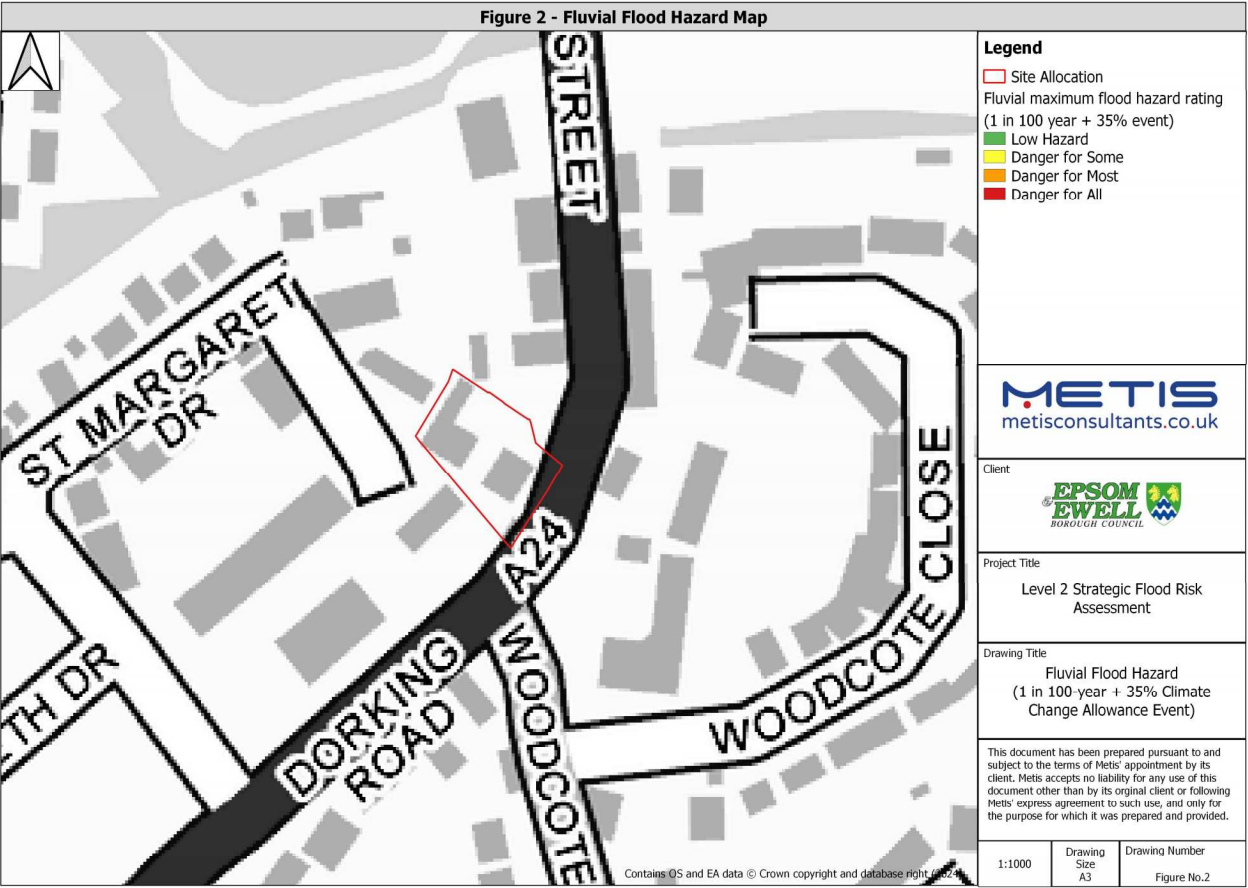 Figure 2 - Fluvial Flood Hazard Map
STREET
ST MARGARET
DR
A24
DORKING
ROAD
WOODCOTE
WOODCOTE CLOSE
TH DR
Contains OS and EA data © Crown copyright and database right
Legend
Site Allocation
Fluvial maximum flood hazard rating
(1 in 100 year + 35% event)
Low Hazard
Danger for Some
Danger for Most
Danger for All
METIS
metisconsultants.co.uk
Client
EPSOM
EWELL
BOROUGH COUNCIL
Project Title
Level 2 Strategic Flood Risk
Assessment
Drawing Title
Fluvial Flood Hazard
(1 in 100-year + 35% Climate
Change Allowance Event)
This document has been prepared pursuant to and
subject to the terms of Metis' appointment by its
client. Metis accepts no liability for any use of this
document other than by its orginal client or following
Metis' express agreement to such use, and only for
the purpose for which it was prepared and provided.
1:1000
Drawing
Size
A3
Drawing Number
Figure No.2